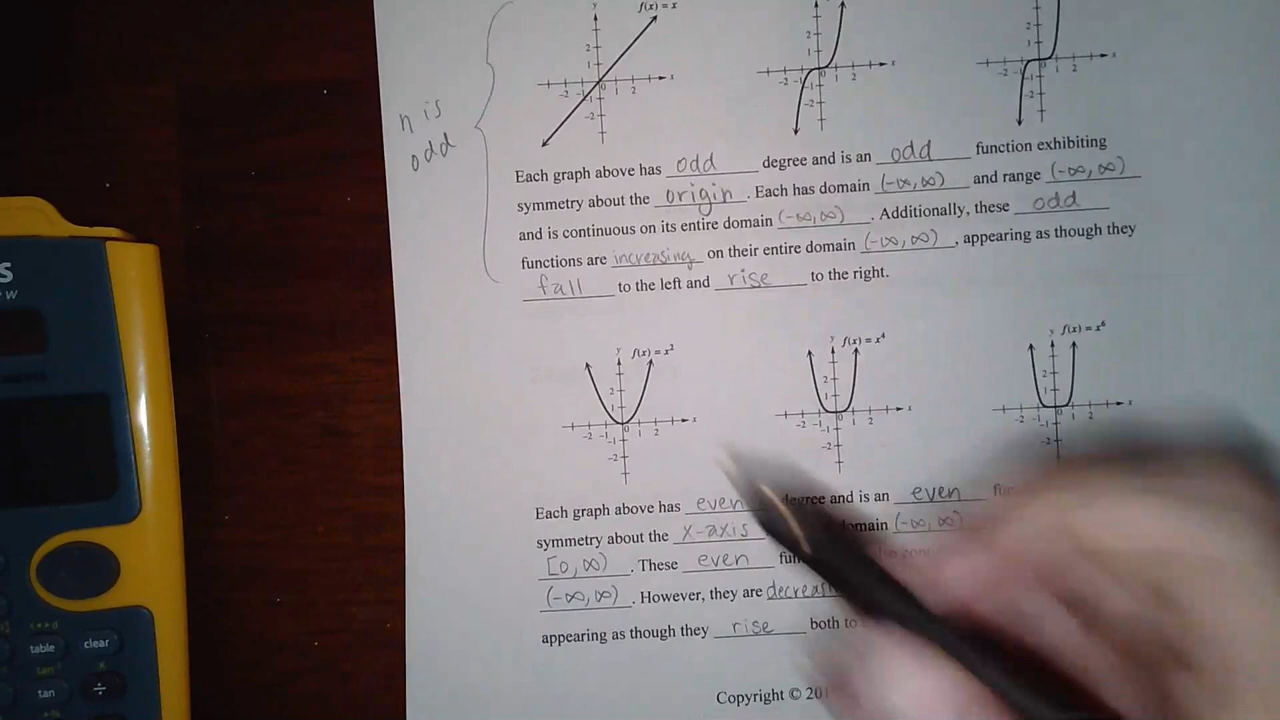 y f(x) = x
n is
odd
Each graph above has odd degree and is an odd function exhibiting
symmetry about the origin. Each has domain (-∞,∞) and range (-∞,∞)
and is continuous on its entire domain (-∞,∞). Additionally, these odd
functions are increasing on their entire domain (-∞,∞), appearing as though they
fall to the left and rise to the right.
y f(x) = x² y f(x) = x⁴ y f(x) = x⁶
Each graph above has even degree and is an even
symmetry about the x-axis domain (-∞,∞)
[0,∞). These even
(-∞,∞). However, they are
appearing as though they rise both to
Copyright © 201
table clear
tan ÷